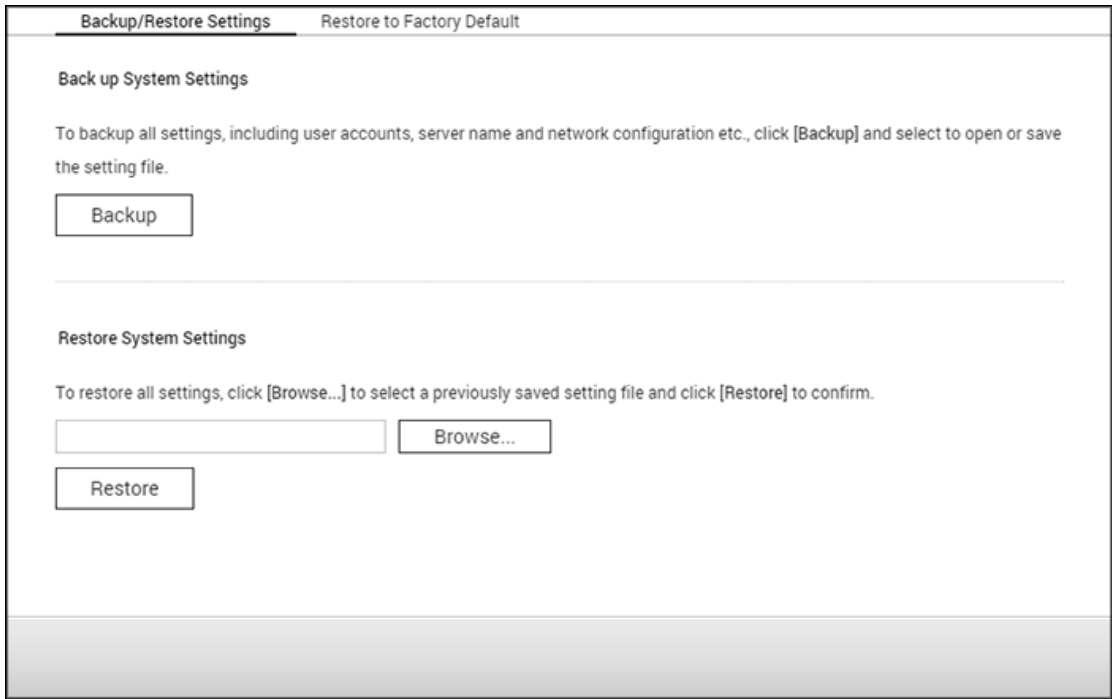 Backup/Restore Settings Restore to Factory Default
Back up System Settings
To backup all settings, including user accounts, server name and network configuration etc., click [Backup] and select to open or save
the setting file.
Backup
Restore System Settings
To restore all settings, click [Browse...] to select a previously saved setting file and click [Restore] to confirm.
Browse...
Restore